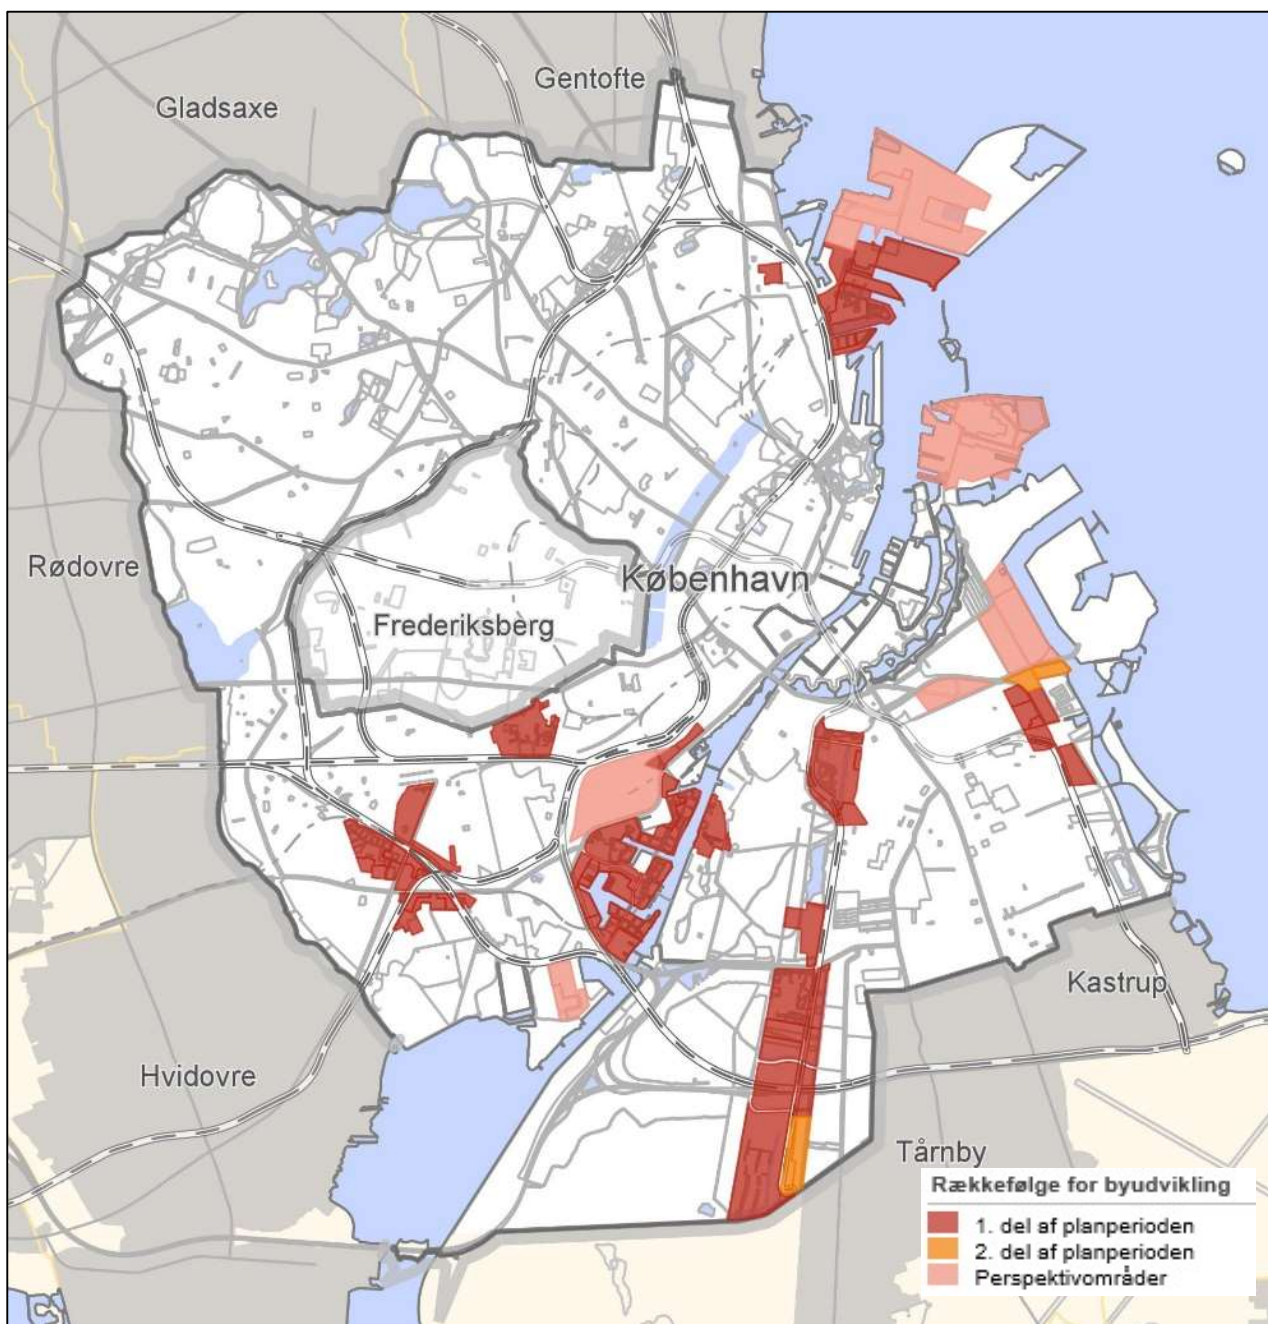 Gentofte
Gladsaxe
Rødovre
København
Frederiksberg
Kastrup
Hvidovre
Tårnby
Rækkefølge for byudvikling
1. del af planperioden
2. del af planperioden
Perspektivområder